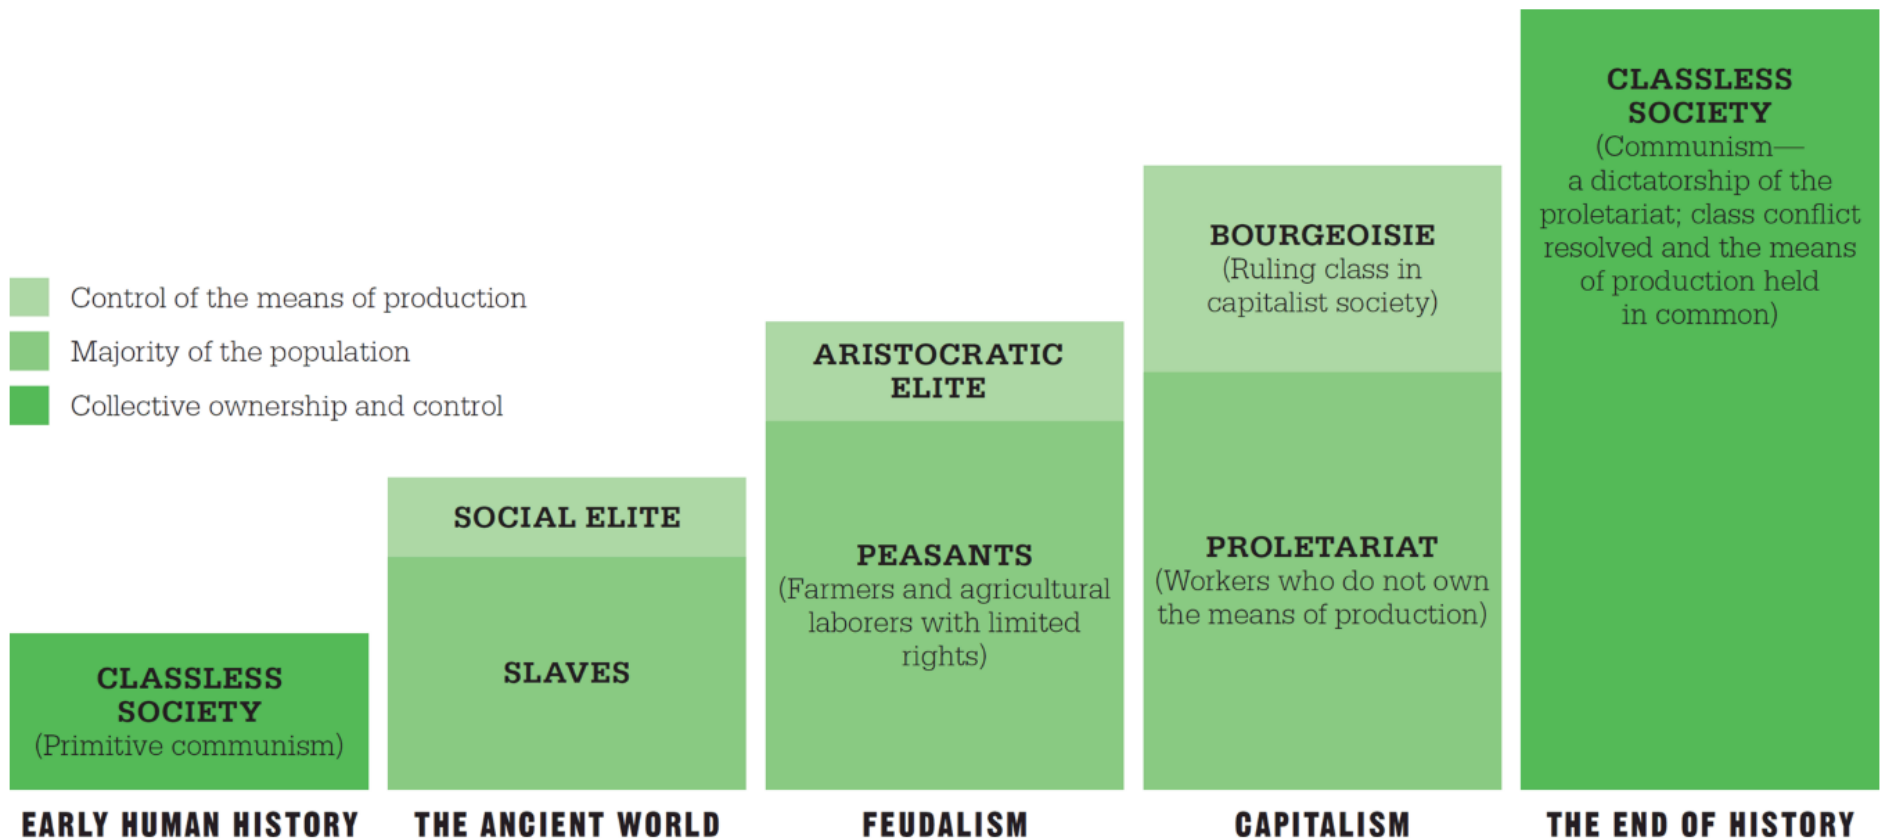 Control of the means of production
Majority of the population
Collective ownership and control
CLASSLESS
SOCIETY
(Primitive communism)
EARLY HUMAN HISTORY
SOCIAL ELITE
SLAVES
THE ANCIENT WORLD
ARISTOCRATIC
ELITE
PEASANTS
(Farmers and agricultural
laborers with limited
rights)
FEUDALISM
BOURGEOISIE
(Ruling class in
capitalist society)
PROLETARIAT
(Workers who do not own
the means of production)
CAPITALISM
CLASSLESS
SOCIETY
(Communism—
a dictatorship of the
proletariat; class conflict
resolved and the means
of production held
in common)
THE END OF HISTORY